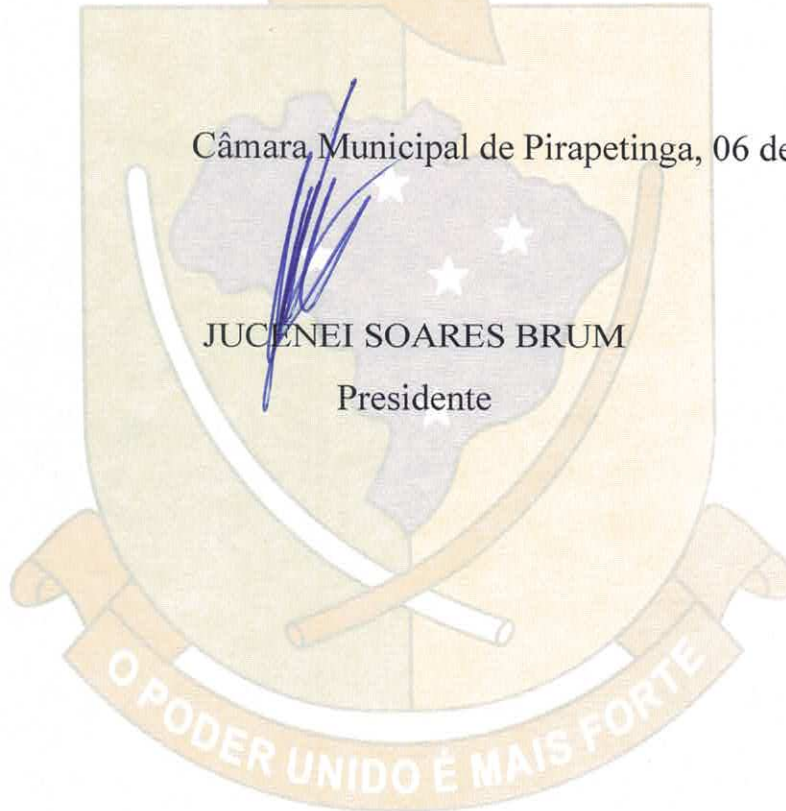 Câmara Municipal de Pirapetinga, 06 de
JUCENEI SOARES BRUM
Presidente
O PODER UNIDO É MAIS FORTE